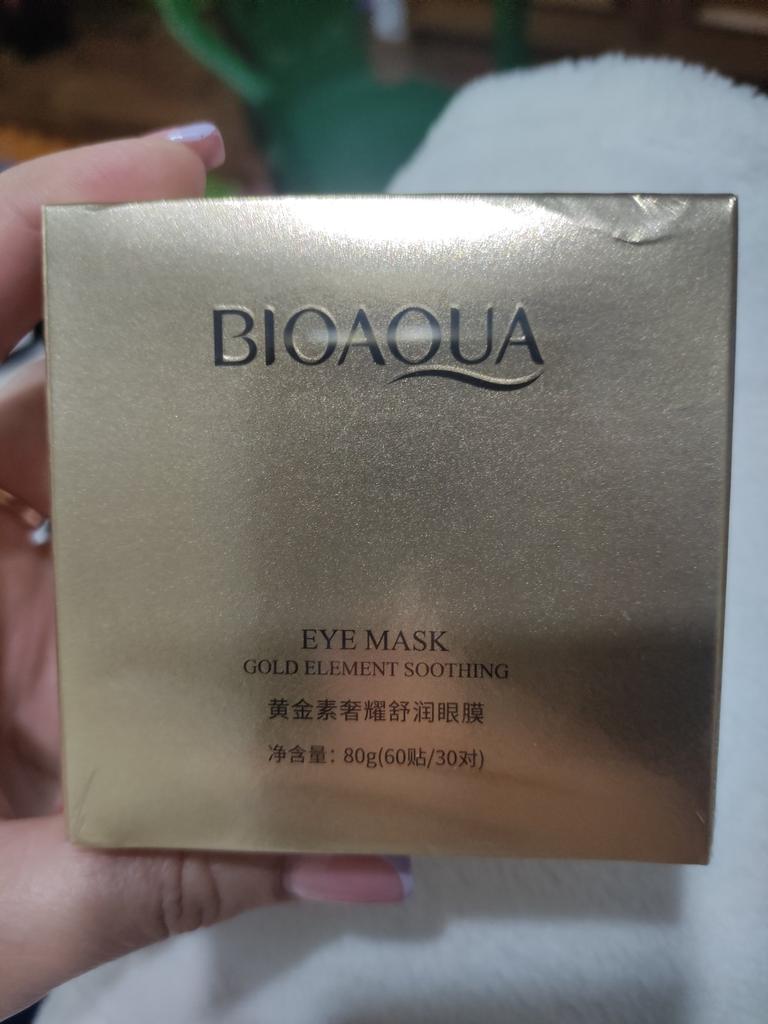 BIOAQUA
EYE MASK
GOLD ELEMENT SOOTHING
黄金素奢耀舒润眼膜
净含量：80g(60贴/30对)